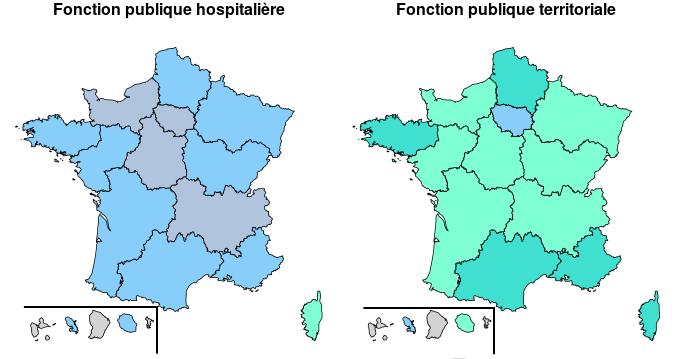 Fonction publique hospitalière
Fonction publique territoriale